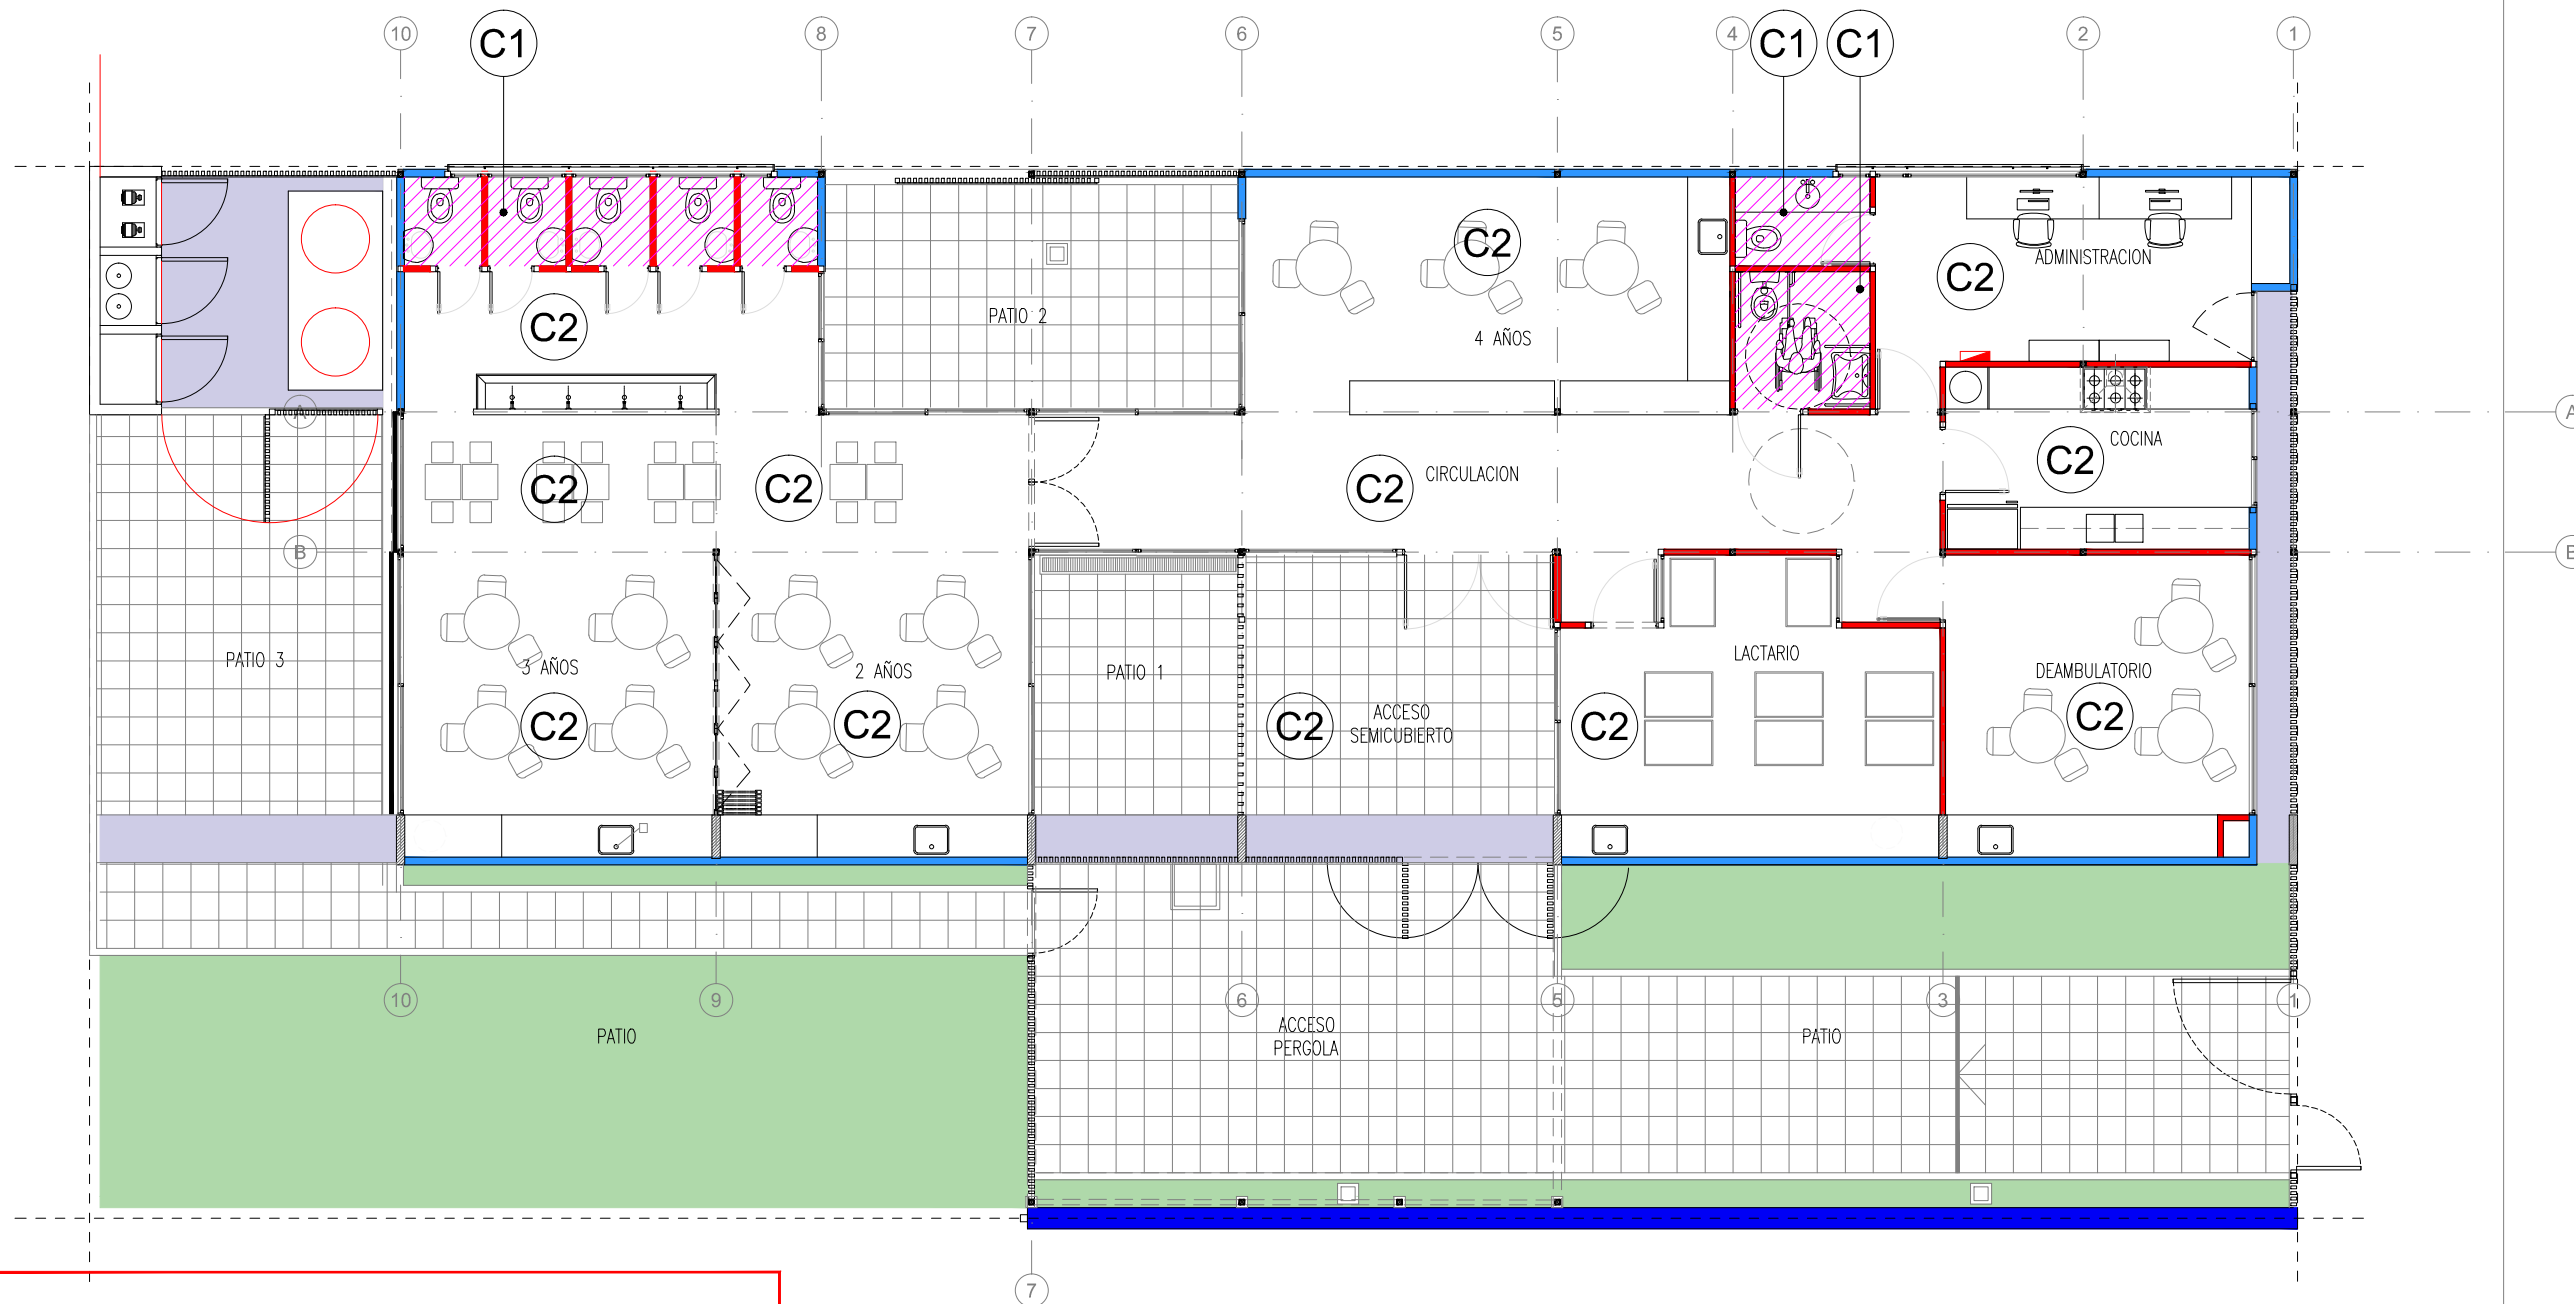 10
C1
8
7
6
5
4
C1
C1
2
1
C2
C2
ADMINISTRACION
C2
PATIO 2
C2
4 AÑOS
A
A
COCINA
C2
CIRCULACION
C2
C2
C2
B
B
PATIO 3
3 AÑOS
2 AÑOS
PATIO 1
LACTARIO
DEAMBULATORIO
C2
C2
C2
ACCESO
SEMICUBIERTO
C2
C2
10
9
6
5
3
1
PATIO
ACCESO
PERGOLA
PATIO
7